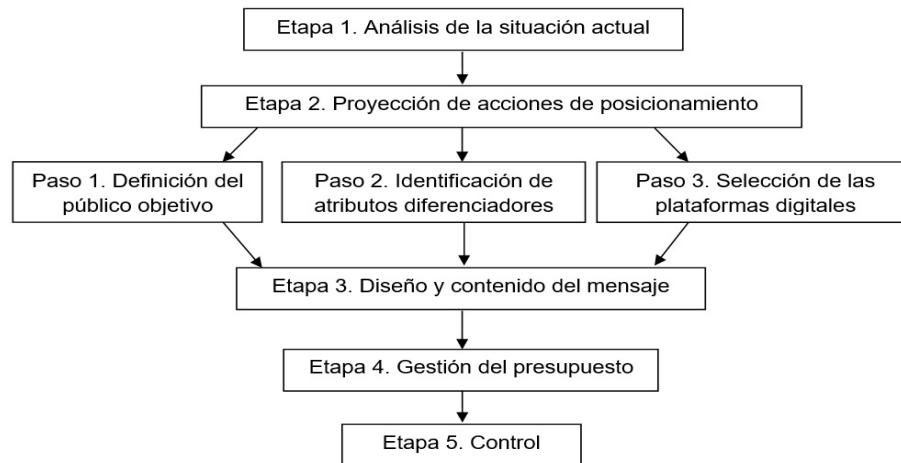 Etapa 1. Análisis de la situación actual
Etapa 2. Proyección de acciones de posicionamiento
Paso 1. Definición del
público objetivo
Paso 2. Identificación de
atributos diferenciadores
Paso 3. Selección de las
plataformas digitales
Etapa 3. Diseño y contenido del mensaje
Etapa 4. Gestión del presupuesto
Etapa 5. Control